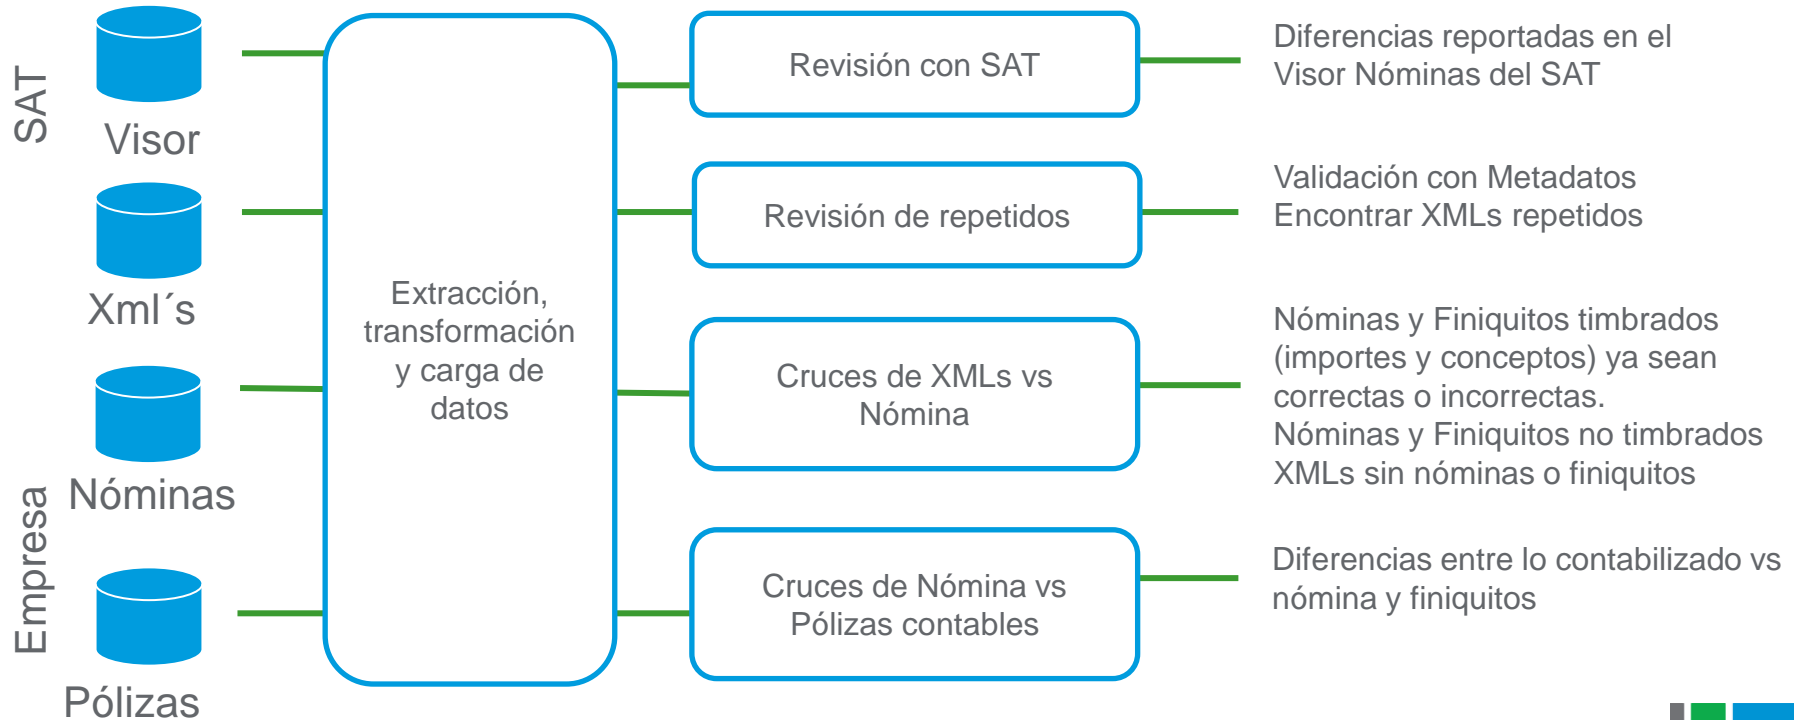 SAT
Visor
Xml´s
Empresa
Nóminas
Pólizas
Extracción,
transformación
y carga de
datos
Revisión con SAT
Diferencias reportadas en el
Visor Nóminas del SAT
Revisión de repetidos
Validación con Metadatos
Encontrar XMLs repetidos
Cruces de XMLs vs
Nómina
Nóminas y Finiquitos timbrados
(importes y conceptos) ya sean
correctas o incorrectas.
Nóminas y Finiquitos no timbrados
XMLs sin nóminas o finiquitos
Cruces de Nómina vs
Pólizas contables
Diferencias entre lo contabilizado vs
nómina y finiquitos